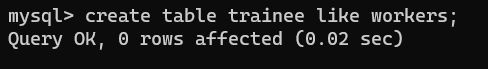 mysql> create table trainee like workers;
Query OK, 0 rows affected (0.02 sec)